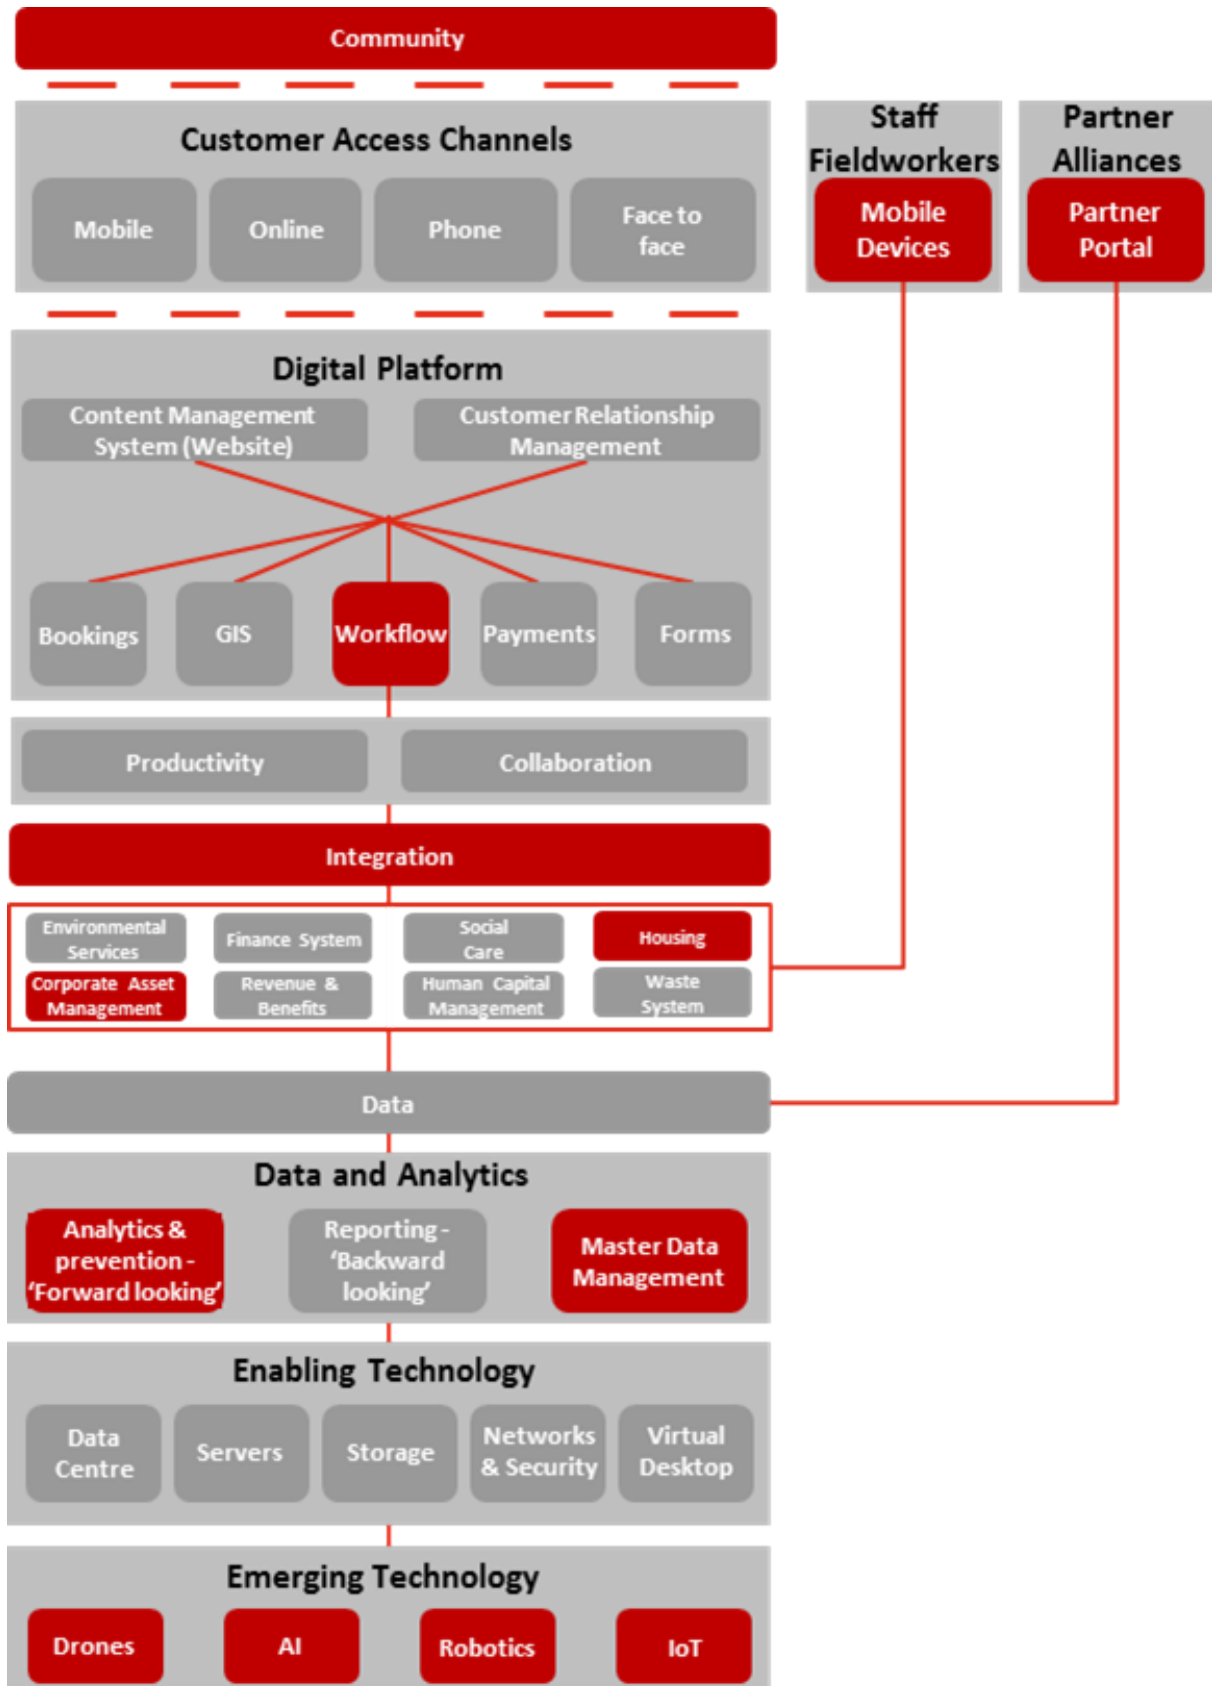 Community
Customer Access Channels
Mobile
Online
Phone
Face to
face
Staff
Fieldworkers
Mobile
Devices
Partner
Alliances
Partner
Portal
Digital Platform
Content Management
System (Website)
Customer Relationship
Management
Bookings
GIS
Workflow
Payments
Forms
Productivity
Collaboration
Integration
Environmental
Services
Finance System
Social
Care
Housing
Corporate Asset
Management
Revenue &
Benefits
Human Capital
Management
Waste
System
Data
Data and Analytics
Analytics &
prevention -
‘Forward looking’
Reporting -
‘Backward
looking’
Master Data
Management
Enabling Technology
Data
Centre
Servers
Storage
Networks
& Security
Virtual
Desktop
Emerging Technology
Drones
AI
Robotics
IoT